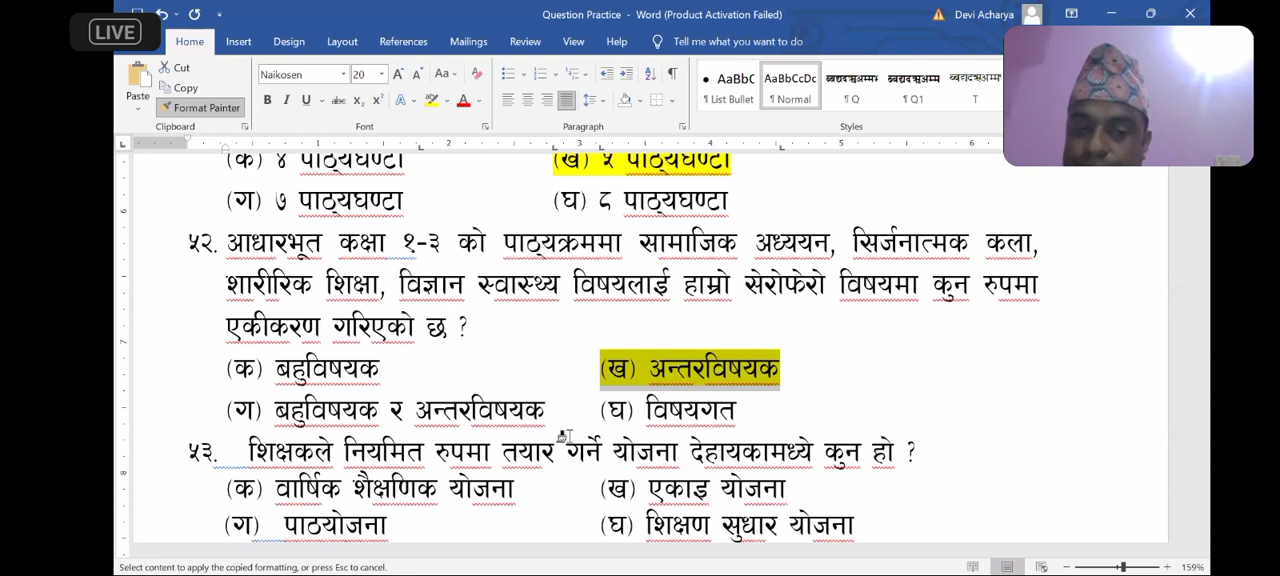 LIVE
Question Practice - Word (Product Activation Failed)
Devi Acharya
Home Insert Design Layout References Mailings Review View Help Tell me what you want to do
Paste
Cut
Copy
Format Painter
Clipboard
Naikosen 20
Font
Paragraph
AaBbC AaBbCcDc
¶ List Bullet ¶ Normal ¶ Q ¶ Q1 T
Styles
(क) ४ पाठ्यघण्टा (ख) ५ पाठ्यघण्टा
(ग) ७ पाठ्यघण्टा (घ) ८ पाठ्यघण्टा
५२. आधारभूत कक्षा १-३ को पाठ्यक्रममा सामाजिक अध्ययन, सिर्जनात्मक कला,
शारीरिक शिक्षा, विज्ञान स्वास्थ्य विषयलाई हाम्रो सेरोफेरो विषयमा कुन रुपमा
एकीकरण गरिएको छ ?
(क) बहुविषयक (ख) अन्तरविषयक
(ग) बहुविषयक र अन्तरविषयक (घ) विषयगत
५३. शिक्षकले नियमित रुपमा तयार गर्ने योजना देहायकामध्ये कुन हो ?
(क) वार्षिक शैक्षणिक योजना (ख) एकाइ योजना
(ग) पाठयोजना (घ) शिक्षण सुधार योजना
Select content to apply the copied formatting, or press Esc to cancel.
159%